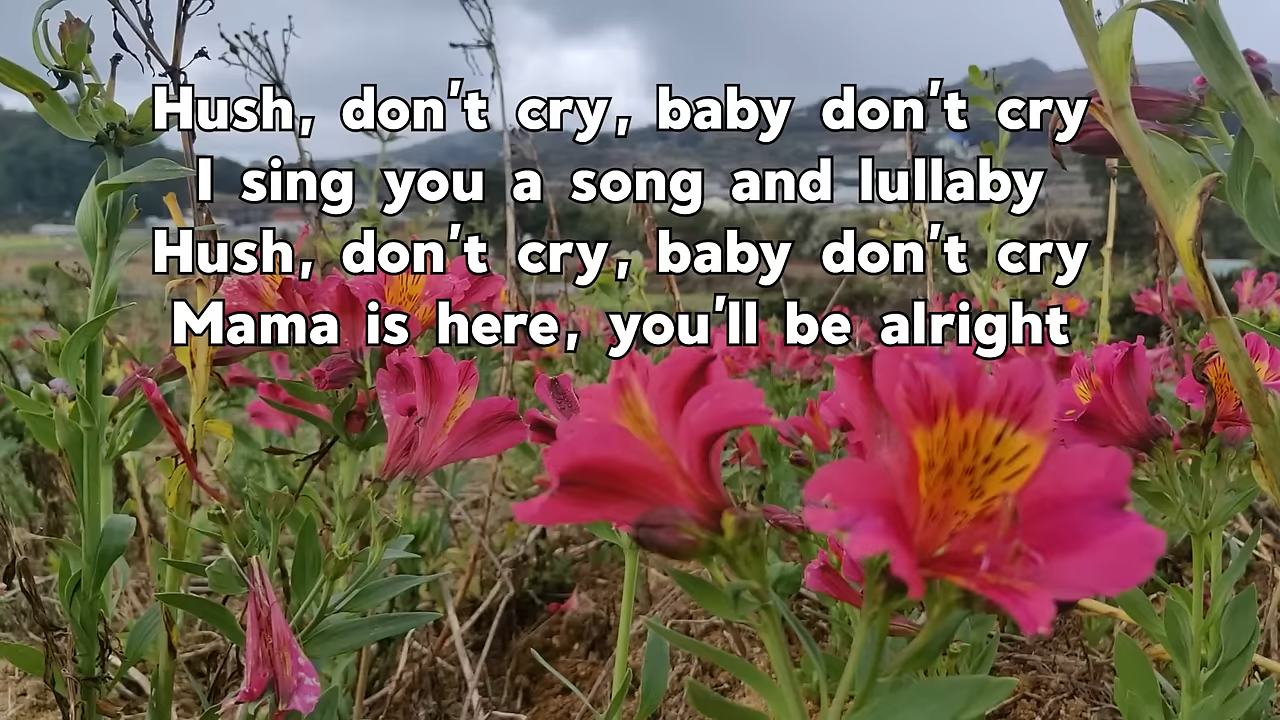 Hush, don't cry, baby don't cry
I sing you a song and lullaby
Hush, don't cry, baby don't cry
Mama is here, you'll be alright